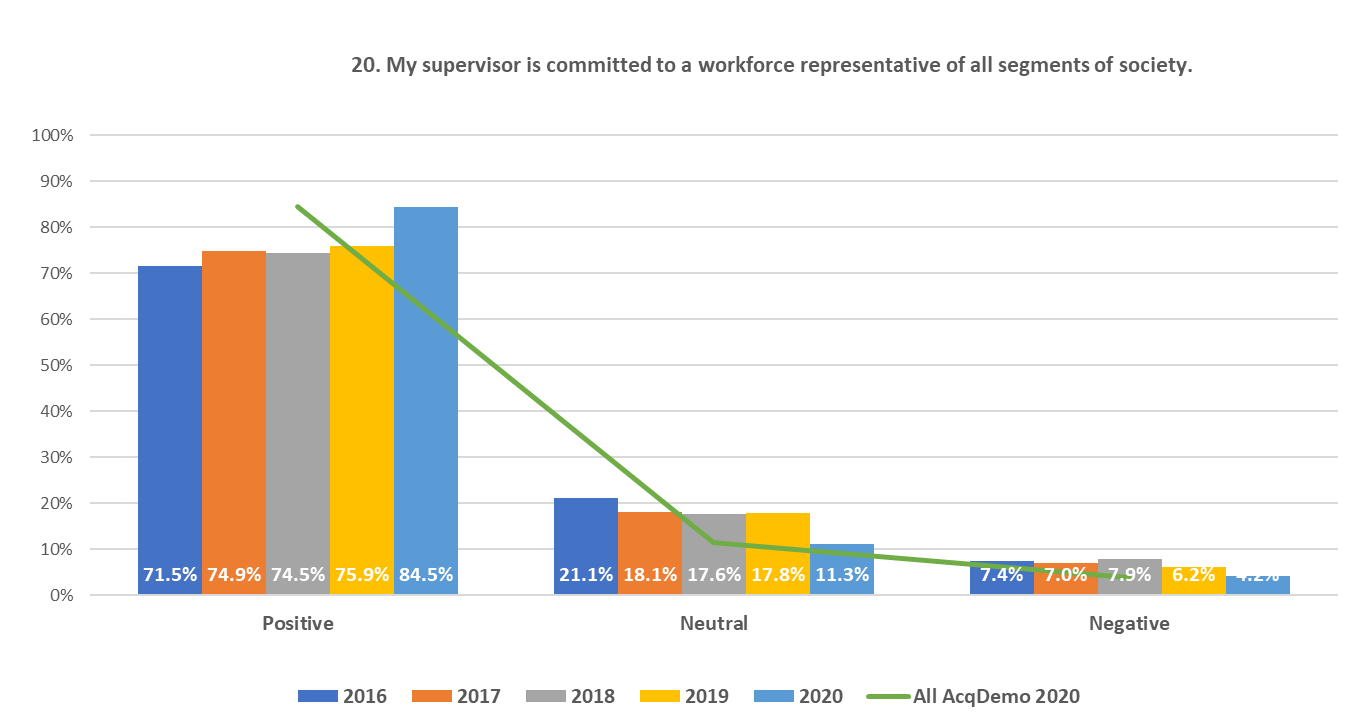 20. My supervisor is committed to a workforce representative of all segments of society.
100%
90%
80%
70%
60%
50%
40%
30%
20%
10%
0%
71.5% 74.9% 74.5% 75.9% 84.5%
21.1% 18.1% 17.6% 17.8% 11.3%
7.4% 7.0% 7.9% 6.2% 4.2%
Positive Neutral Negative
2016 2017 2018 2019 2020 All AcqDemo 2020